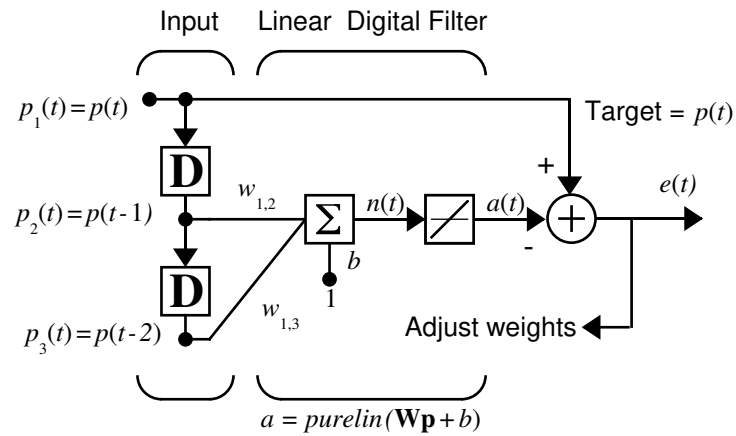 Input
Linear Digital Filter
p1(t) = p(t)
Target = p(t)
D
+
e(t)
w1,2
n(t)
a(t)
p2(t) = p(t - 1)
Σ
+
-
b
D
1
w1,3
p3(t) = p(t - 2)
Adjust weights
a = purelin(Wp + b)